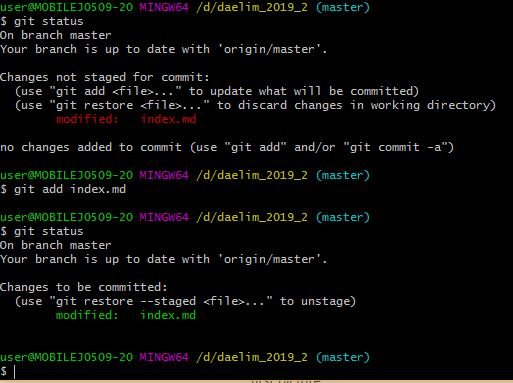 user@MOBILEJ0509-20 MINGW64 /d/daelim_2019_2 (master)
$ git status
On branch master
Your branch is up to date with 'origin/master'.
Changes not staged for commit:
(use "git add <file>..." to update what will be committed)
(use "git restore <file>..." to discard changes in working directory)
modified: index.md
no changes added to commit (use "git add" and/or "git commit -a")
user@MOBILEJ0509-20 MINGW64 /d/daelim_2019_2 (master)
$ git add index.md
user@MOBILEJ0509-20 MINGW64 /d/daelim_2019_2 (master)
$ git status
On branch master
Your branch is up to date with 'origin/master'.
Changes to be committed:
(use "git restore --staged <file>..." to unstage)
modified: index.md
user@MOBILEJ0509-20 MINGW64 /d/daelim_2019_2 (master)
$